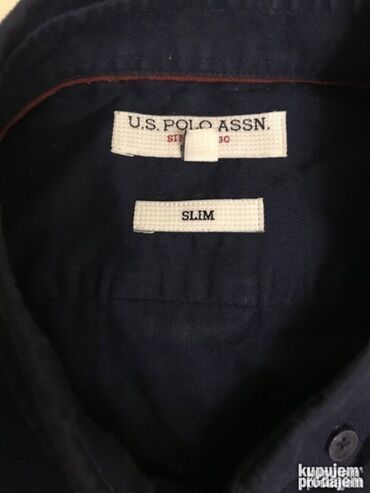 U.S. POLO ASSN.
SLIM
kupujem
prodajem